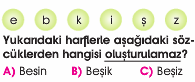 e b k i ş z
Yukarıdaki harflerle aşağıdaki söz-
cüklerden hangisi oluşturulamaz?
A) Besin B) Beşik C) Beşiz